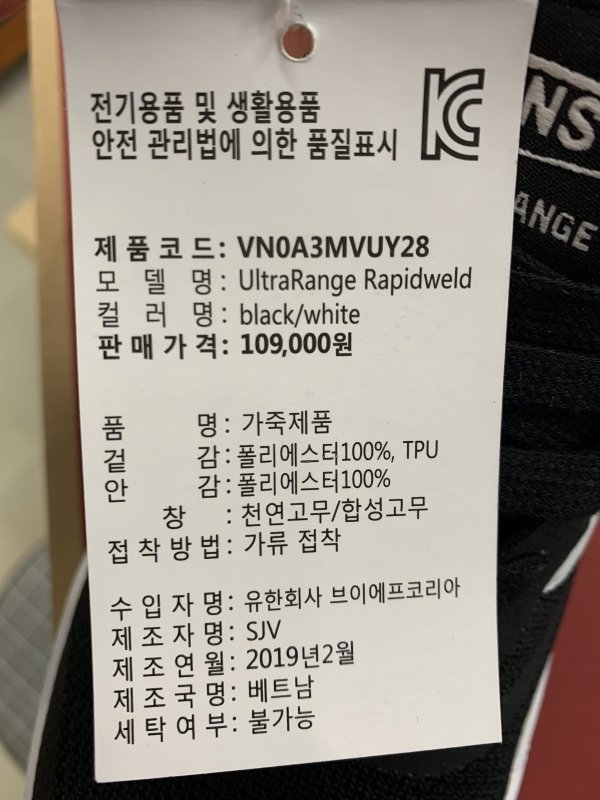 전기용품 및 생활용품
안전 관리법에 의한 품질표시
KC
제품코드: VN0A3MVUY28
모 델 명: UltraRange Rapidweld
컬 러 명: black/white
판매가격: 109,000원
품 명: 가죽제품
겉 감: 폴리에스터100%, TPU
안 감: 폴리에스터100%
창 : 천연고무/합성고무
접착방법: 가류 접착
수입자명: 유한회사 브이에프코리아
제조자명: SJV
제조연월: 2019년2월
제조국명: 베트남
세탁여부: 불가능
NS
ANGE